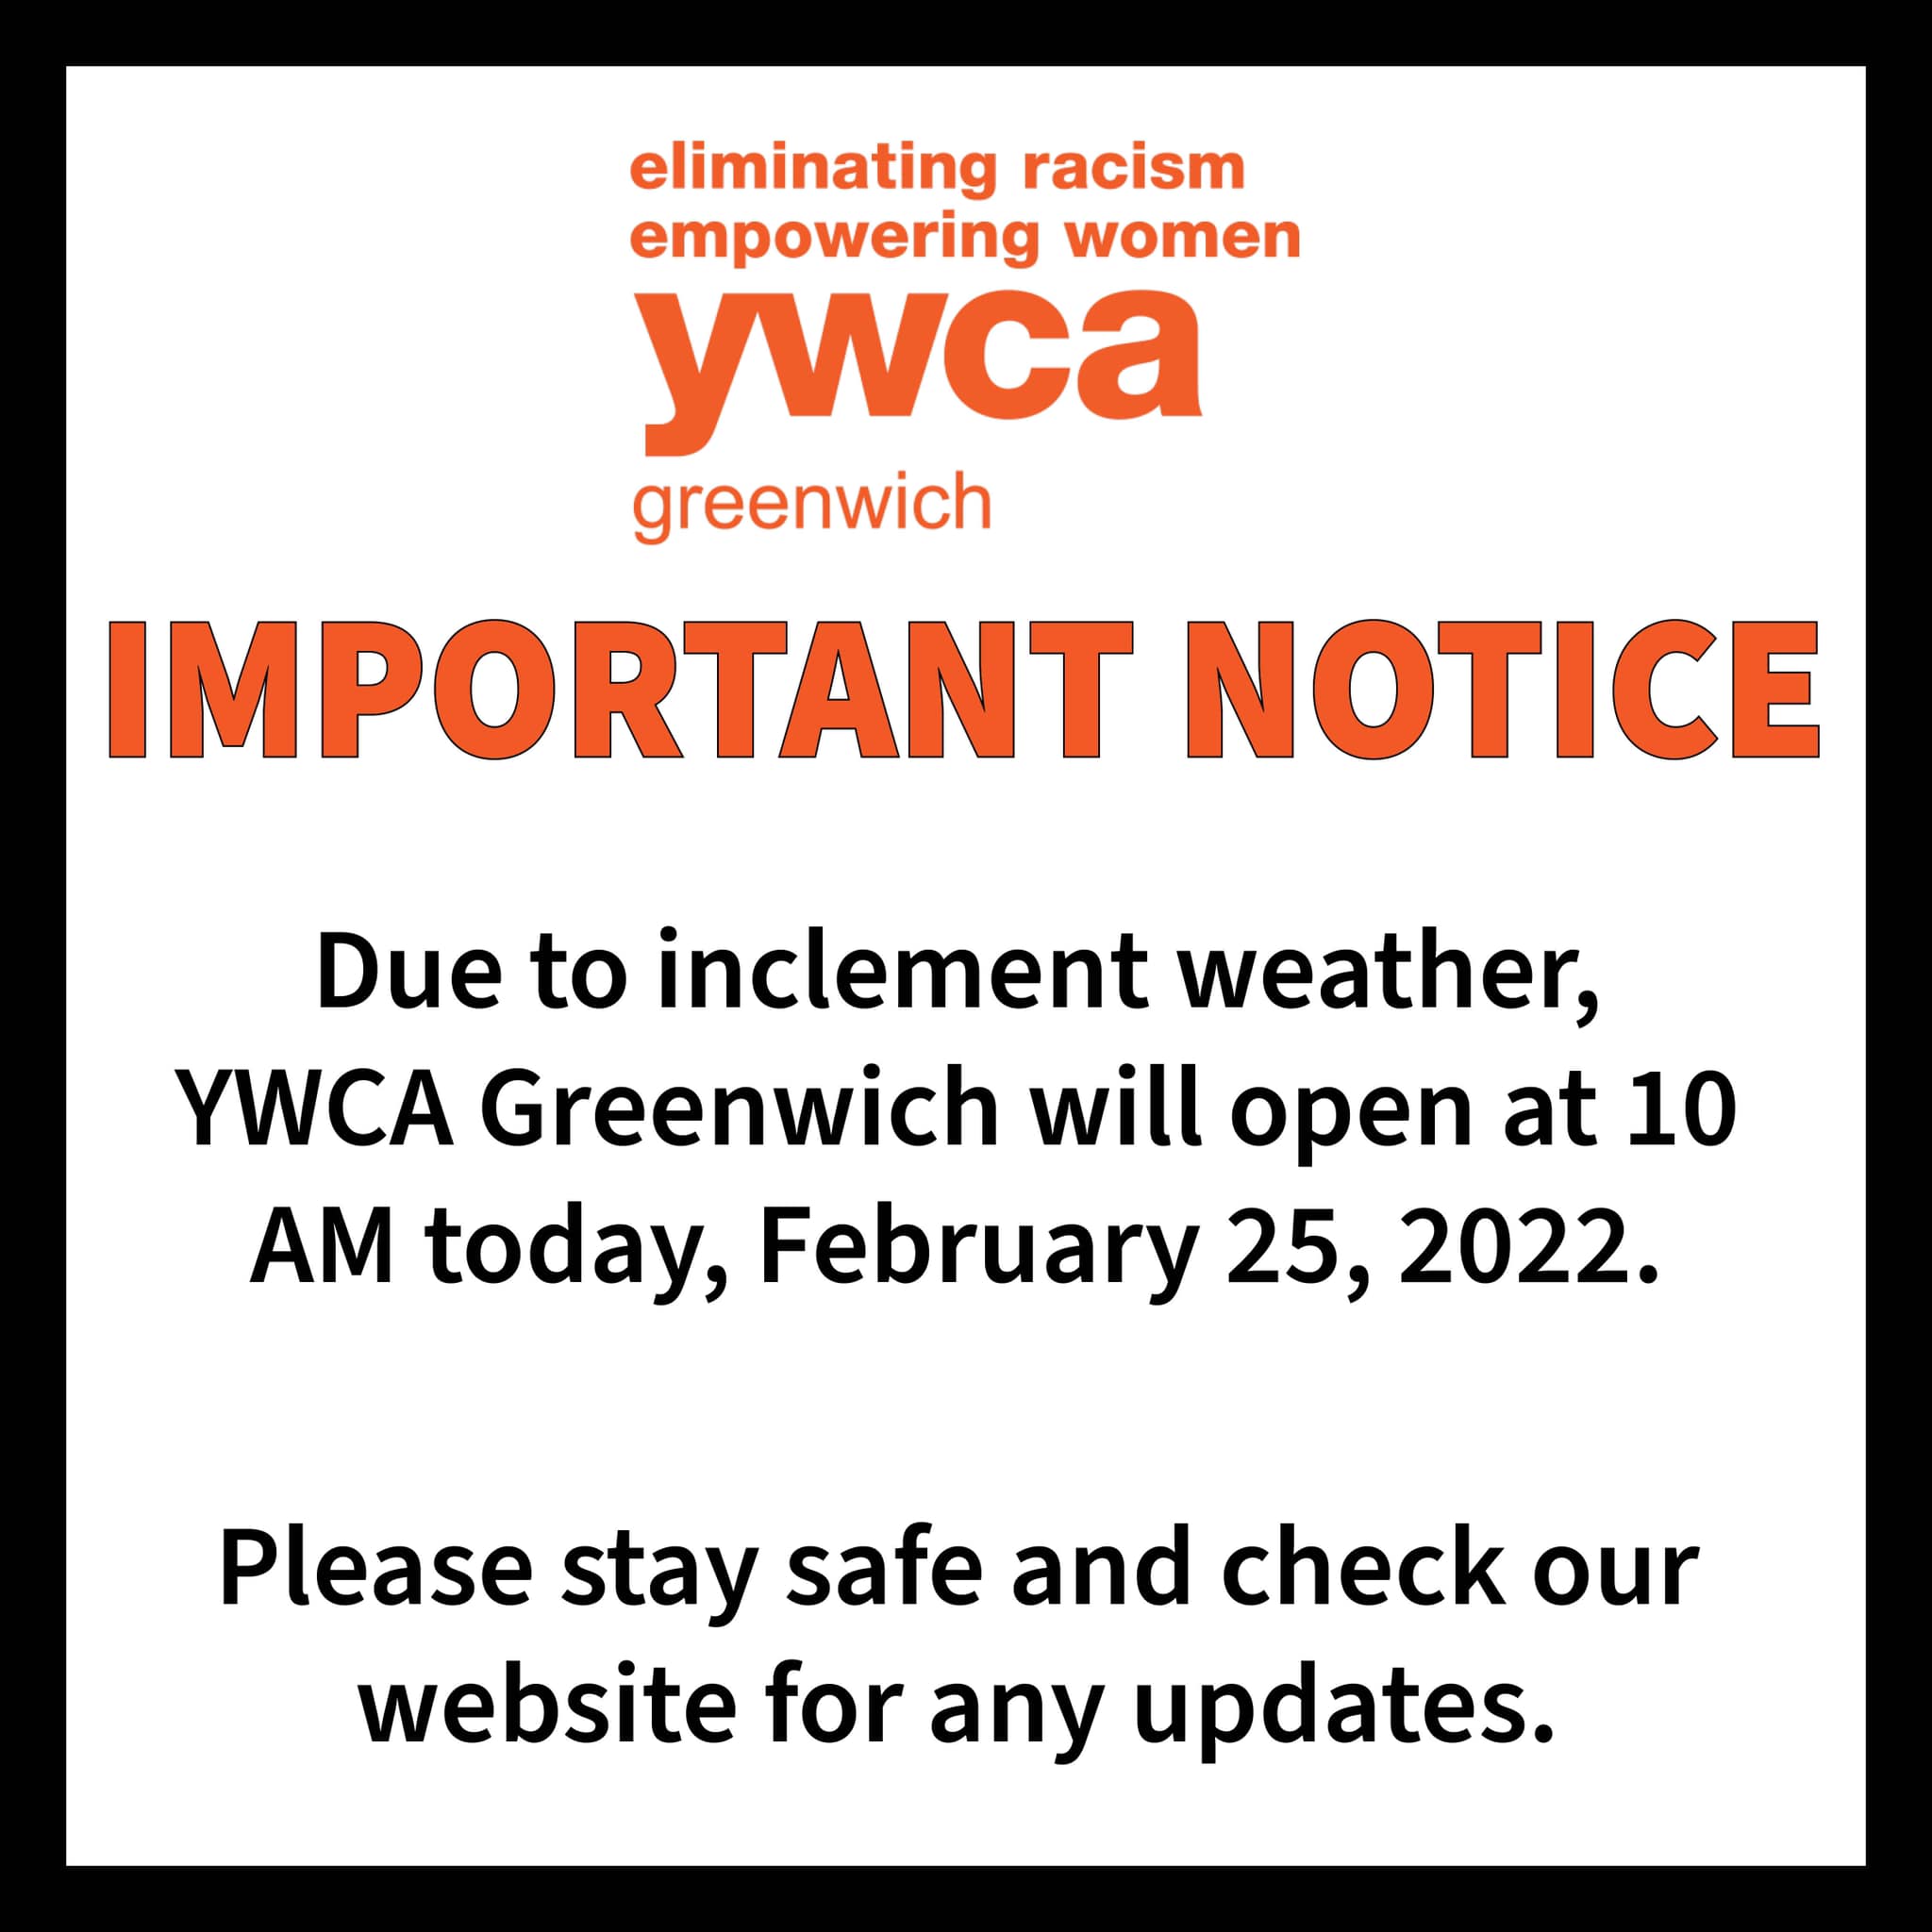 eliminating racism
empowering women
ywca
greenwich
IMPORTANT NOTICE
Due to inclement weather,
YWCA Greenwich will open at 10
AM today, February 25, 2022.
Please stay safe and check our
website for any updates.